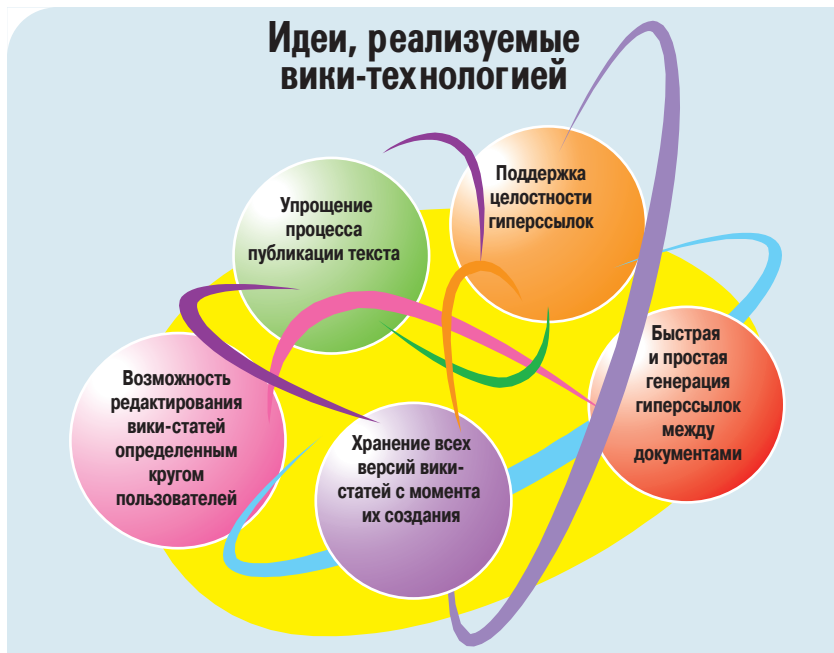 Идеи, реализуемые
вики-технологией
Упрощение
процесса
публикации текста
Поддержка
целостности
гиперссылок
Возможность
редактирования
вики-статей
определенным
кругом
пользователей
Хранение всех
версий вики-
статей с момента
их создания
Быстрая
и простая
генерация
гиперссылок
между
документами